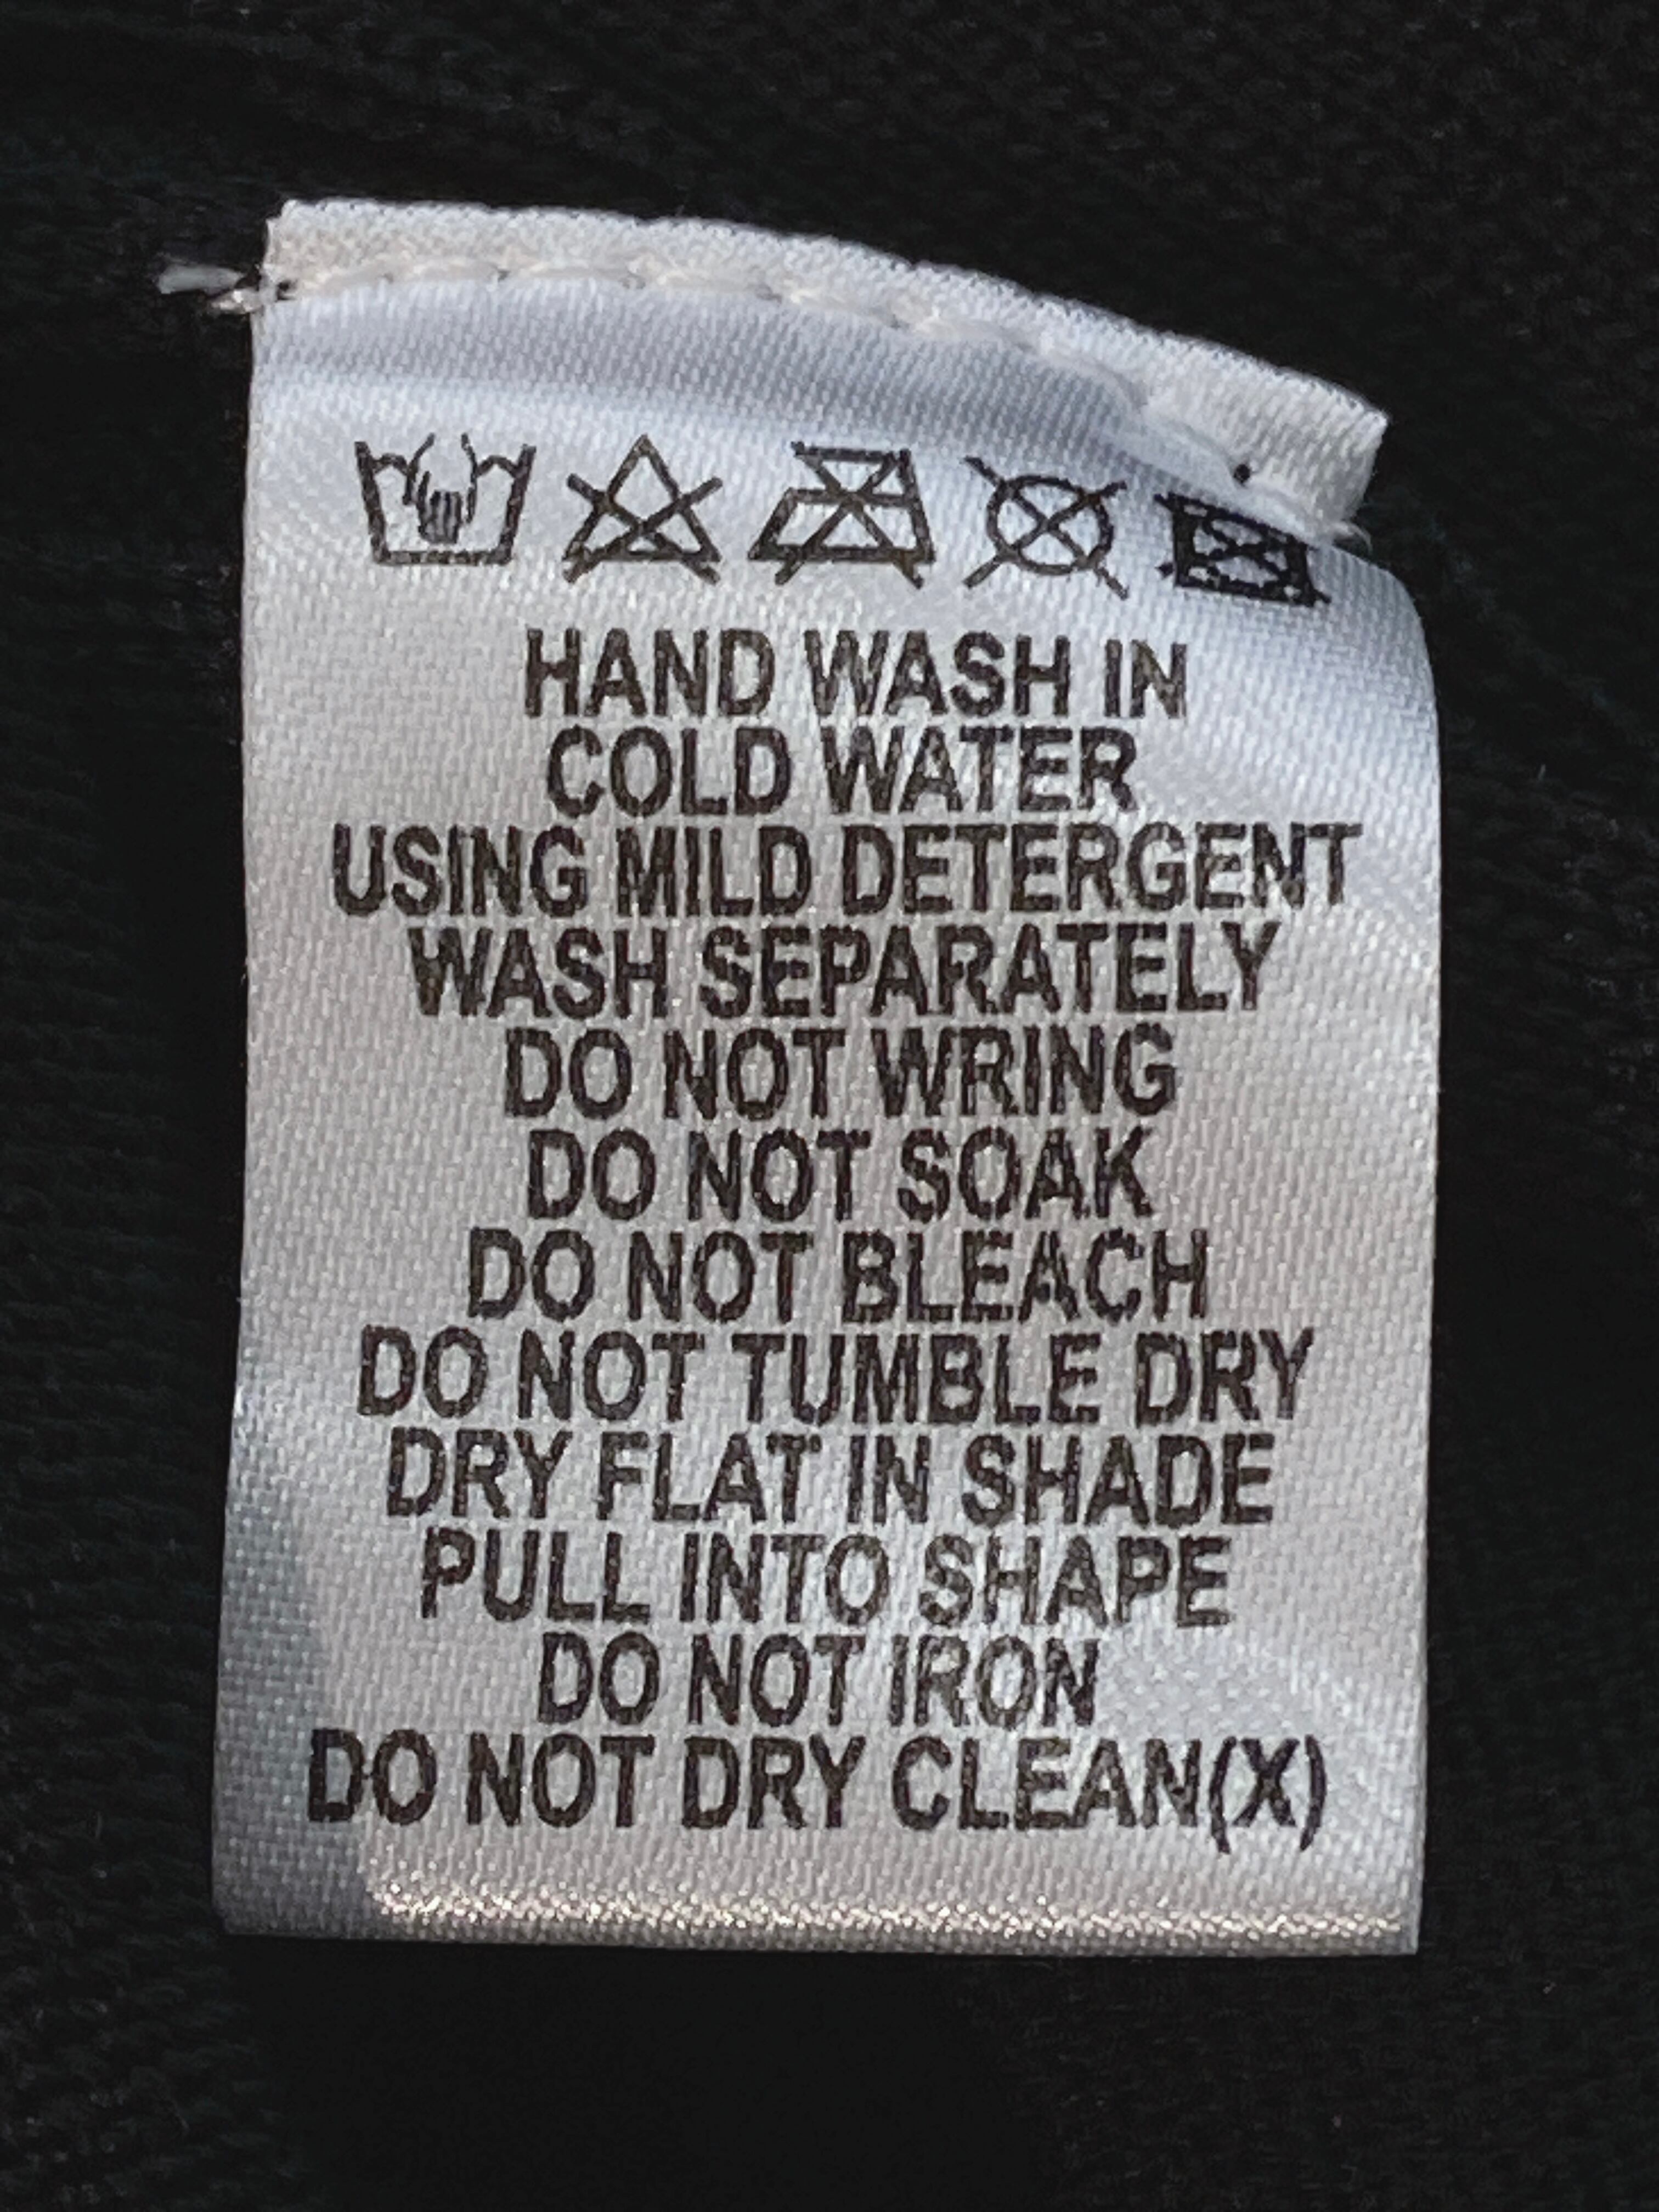 HAND WASH IN
COLD WATER
USING MILD DETERGENT
WASH SEPARATELY
DO NOT WRING
DO NOT SOAK
DO NOT BLEACH
DO NOT TUMBLE DRY
DRY FLAT IN SHADE
PULL INTO SHAPE
DO NOT IRON
DO NOT DRY CLEAN(X)